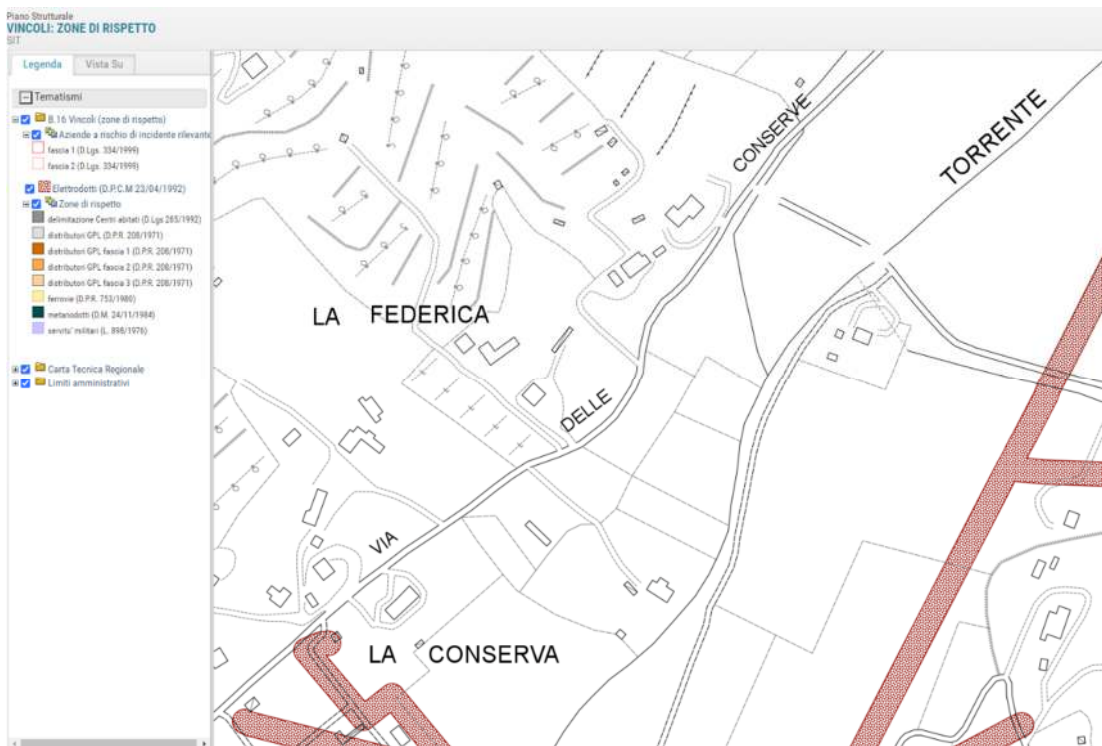 Piano Strutturale
VINCOLI: ZONE DI RISPETTO
SIT
Legenda
Vista Su
Tematismi
B.16 Vincoli (zone di rispetto)
Aziende a rischio di incidente rilevante
fascia 1 (D.Lgs. 334/1999)
fascia 2 (D.Lgs. 334/1999)
Elettrodotti (D.P.C.M 23/04/1992)
Zone di rispetto
delimitazione Centri abitati (D.Lgs 285/1992)
distributori GPL (D.P.R. 208/1971)
distributori GPL fascia 1 (D.P.R. 208/1971)
distributori GPL fascia 2 (D.P.R. 208/1971)
distributori GPL fascia 3 (D.P.R. 208/1971)
ferrovie (D.P.R. 753/1980)
metanodotti (D.M. 24/11/1984)
servitu' militari (L. 898/1976)
Carta Tecnica Regionale
Limiti amministrativi
CONSERVE
TORRENTE
LA FEDERICA
DELLE
VIA
LA CONSERVA